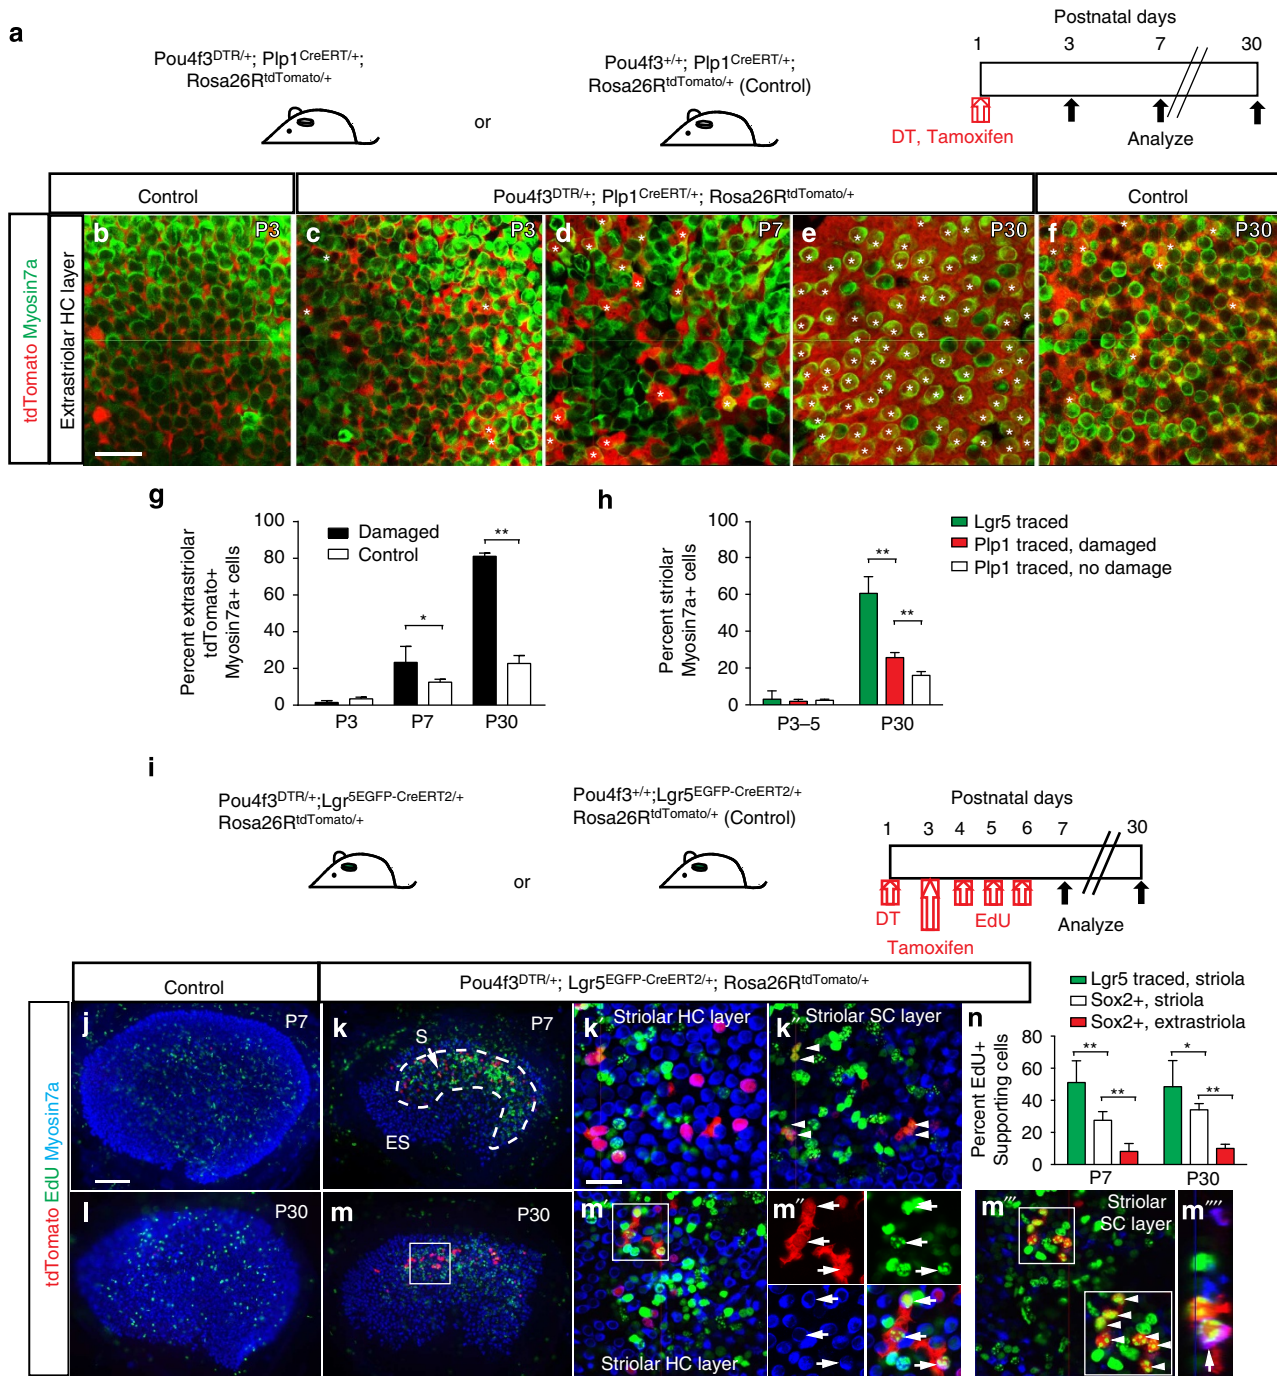 a
Pou4f3DTR/+; Plp1CreERT/+;
Rosa26RtdTomato/+
or
Pou4f3+/+; Plp1CreERT/+;
Rosa26RtdTomato/+ (Control)
Postnatal days
1 3 7 30
DT, Tamoxifen
Analyze
Control
Pou4f3DTR/+; Plp1CreERT/+; Rosa26RtdTomato/+
Control
tdTomato Myosin7a
Extrastriolar HC layer
b P3
c P3
d P7
e P30
f P30
g
Percent extrastriolar
tdTomato+
Myosin7a+ cells
100
80
60
40
20
0
Damaged
Control
*
**
P3 P7 P30
h
Percent striolar
Myosin7a+ cells
100
80
60
40
20
0
**
**
P3–5 P30
Lgr5 traced
Plp1 traced, damaged
Plp1 traced, no damage
i
Pou4f3DTR/+;Lgr5EGFP-CreERT2/+
Rosa26RtdTomato/+
or
Pou4f3+/+;Lgr5EGFP-CreERT2/+
Rosa26RtdTomato/+ (Control)
Postnatal days
1 3 4 5 6 7 30
DT
Tamoxifen
EdU
Analyze
Control
Pou4f3DTR/+; Lgr5EGFP-CreERT2/+; Rosa26RtdTomato/+
tdTomato EdU Myosin7a
j P7
k P7
S
ES
k′ Striolar HC layer
k″ Striolar SC layer
l P30
m P30
m′
Striolar HC layer
m″
m‴
Striolar
SC layer
m⁗
n
Lgr5 traced, striola
Sox2+, striola
Sox2+, extrastriola
Percent EdU+
Supporting cells
80
60
40
20
0
**
**
*
**
P7 P30